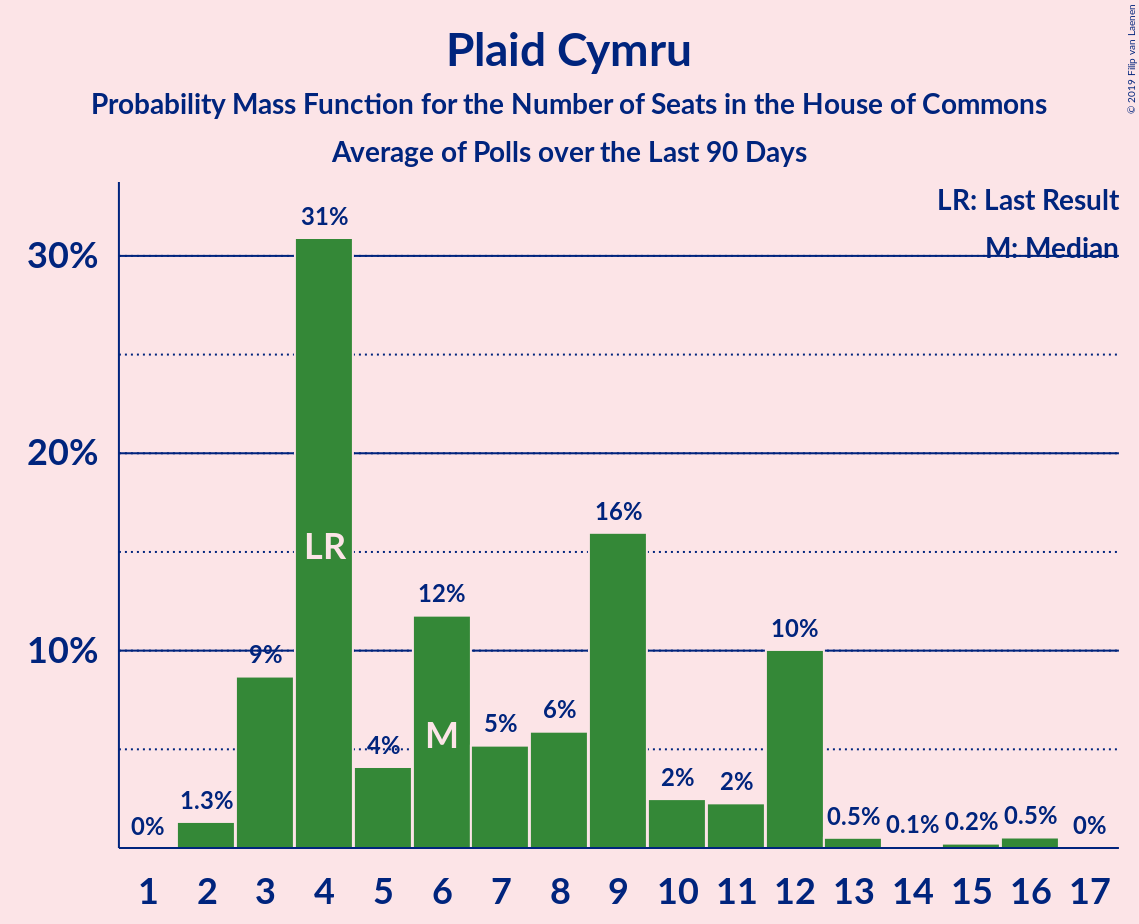 Plaid Cymru
Probability Mass Function for the Number of Seats in the House of Commons
Average of Polls over the Last 90 Days
© 2019 Filip van Laenen
LR: Last Result
M: Median
30%
20%
10%
0%
1.3%
9%
31%
4%
12%
5%
6%
16%
2%
2%
10%
0.5%
0.1%
0.2%
0.5%
0%
LR
M
1 2 3 4 5 6 7 8 9 10 11 12 13 14 15 16 17